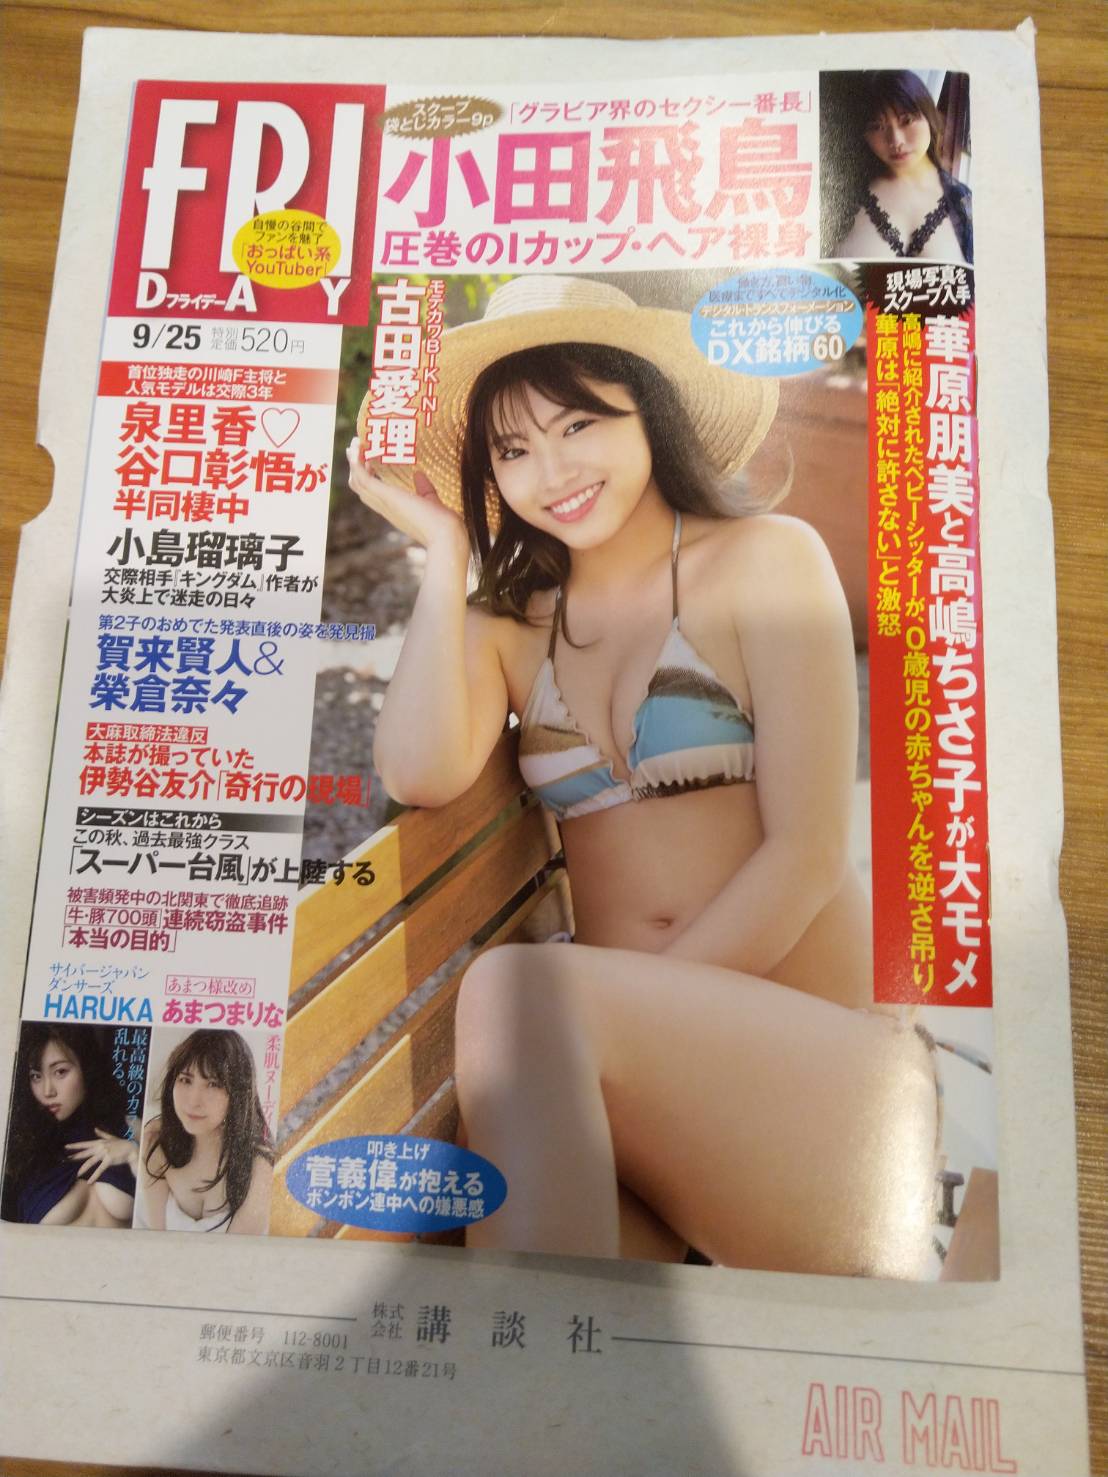 FRI
DAY
フライデー
自慢の谷間で
ファンを魅了
「おっぱい系
YouTuber」
9/25 特別定価520円
スクープ
袋とじカラー9p
「グラビア界のセクシー番長」
小田飛鳥
圧巻のIカップ・ヘア裸身
モテカワBIKINI
古田愛理
医療まですべてデジタル化
デジタル・トランスフォーメーション
これから伸びる
DX銘柄60
現場写真を
スクープ入手
華原朋美と高嶋ちさ子が大モメ
高嶋に紹介されたベビーシッターが、0歳児の赤ちゃんを逆さ吊り
華原は「絶対に許さない」と激怒
首位独走の川崎F主将と
人気モデルは交際3年
泉里香♡
谷口彰悟が
半同棲中
小島瑠璃子
交際相手『キングダム』作者が
大炎上で迷走の日々
第2子のおめでた発表直後の姿を発見撮
賀来賢人&
榮倉奈々
大麻取締法違反
本誌が撮っていた
伊勢谷友介「奇行の現場」
シーズンはこれから
この秋、過去最強クラス
「スーパー台風」が上陸する
被害頻発中の北関東で徹底追跡
牛・豚700頭 連続窃盗事件
「本当の目的」
サイバージャパン
ダンサーズ
HARUKA
最高級のカラダ
乱れる。
あまつ様改め
あまつまりな
叩き上げ
菅義偉が抱える
ボンボン連中への嫌悪感
株式会社 講談社
郵便番号 112-8001
東京都文京区音羽2丁目12番21号
AIR MAIL